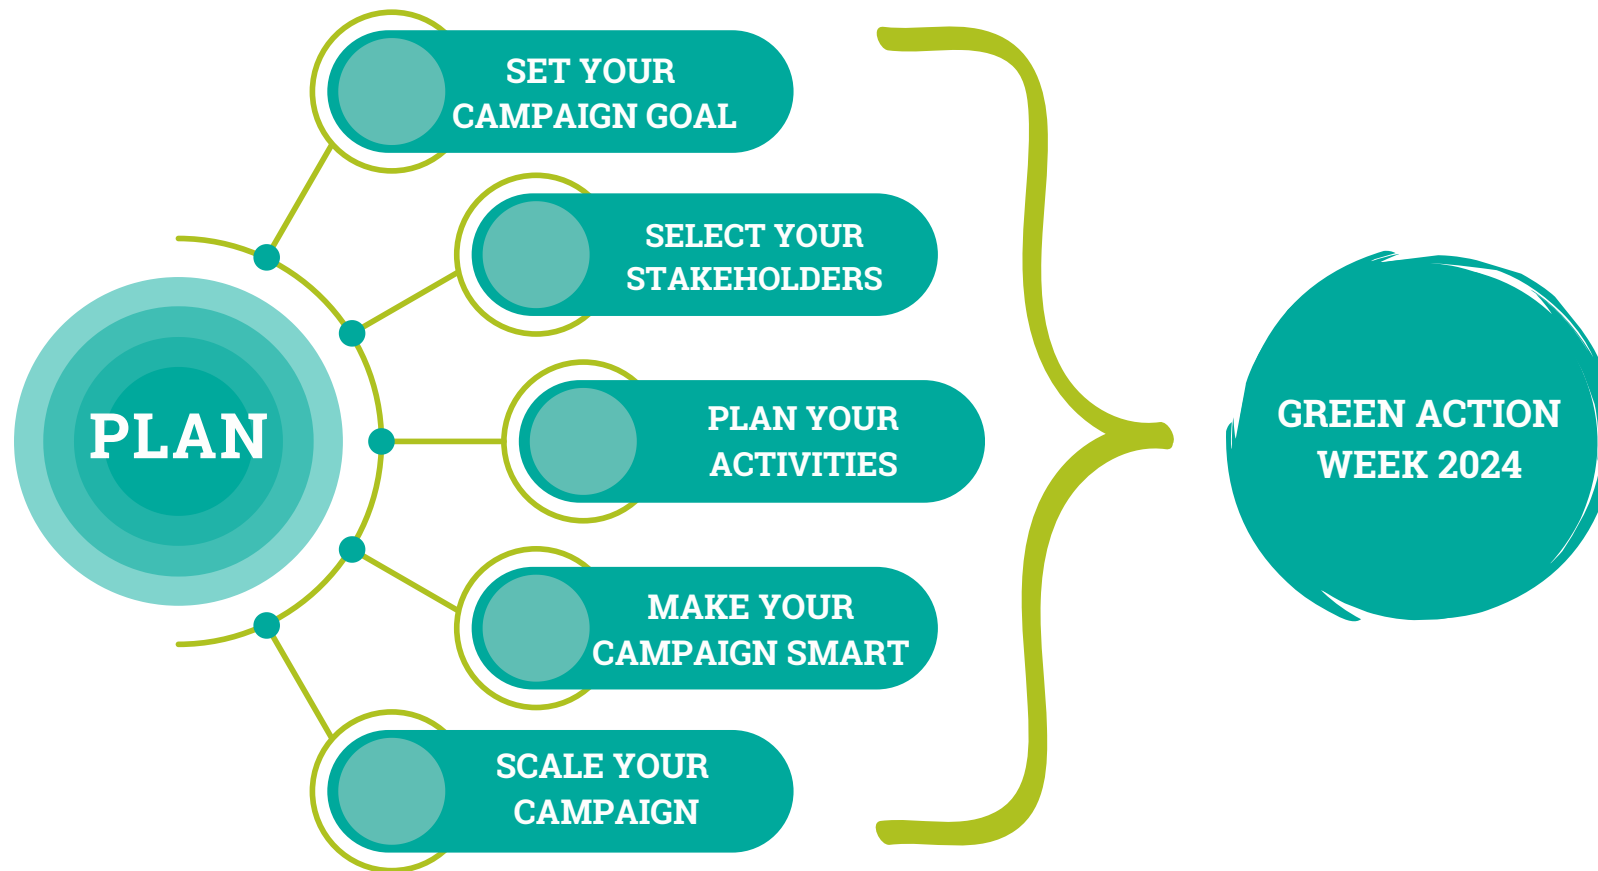 PLAN
SET YOUR
CAMPAIGN GOAL
SELECT YOUR
STAKEHOLDERS
PLAN YOUR
ACTIVITIES
MAKE YOUR
CAMPAIGN SMART
SCALE YOUR
CAMPAIGN
GREEN ACTION
WEEK 2024